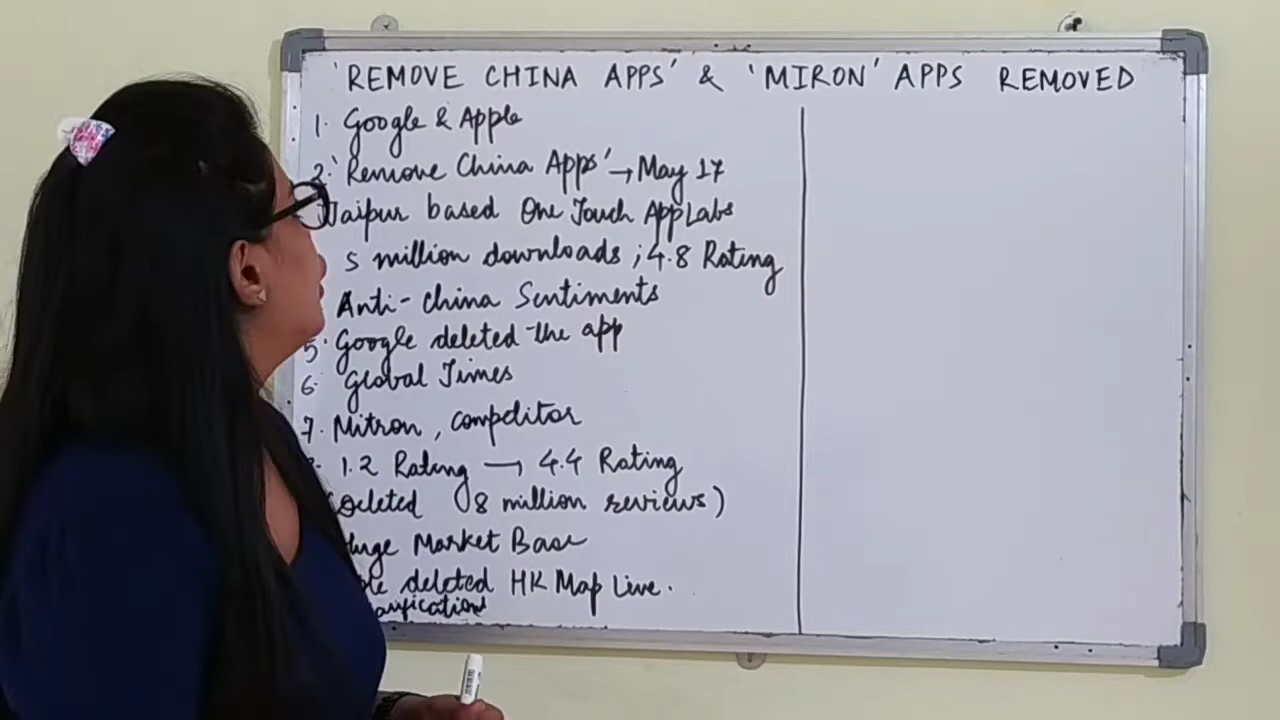 'REMOVE CHINA APPS' & 'MIRON' APPS REMOVED
1. Google & Apple
2. 'Remove China Apps' → May 17
Jaipur based One Touch AppLabs
5 million downloads ; 4.8 Rating
Anti-china Sentiments
5. Google deleted the app
6. Global Times
7. Mitron , competitor
1.2 Rating → 4.4 Rating
(Deleted 8 million reviews)
Huge Market Base
deleted HK Map Live.